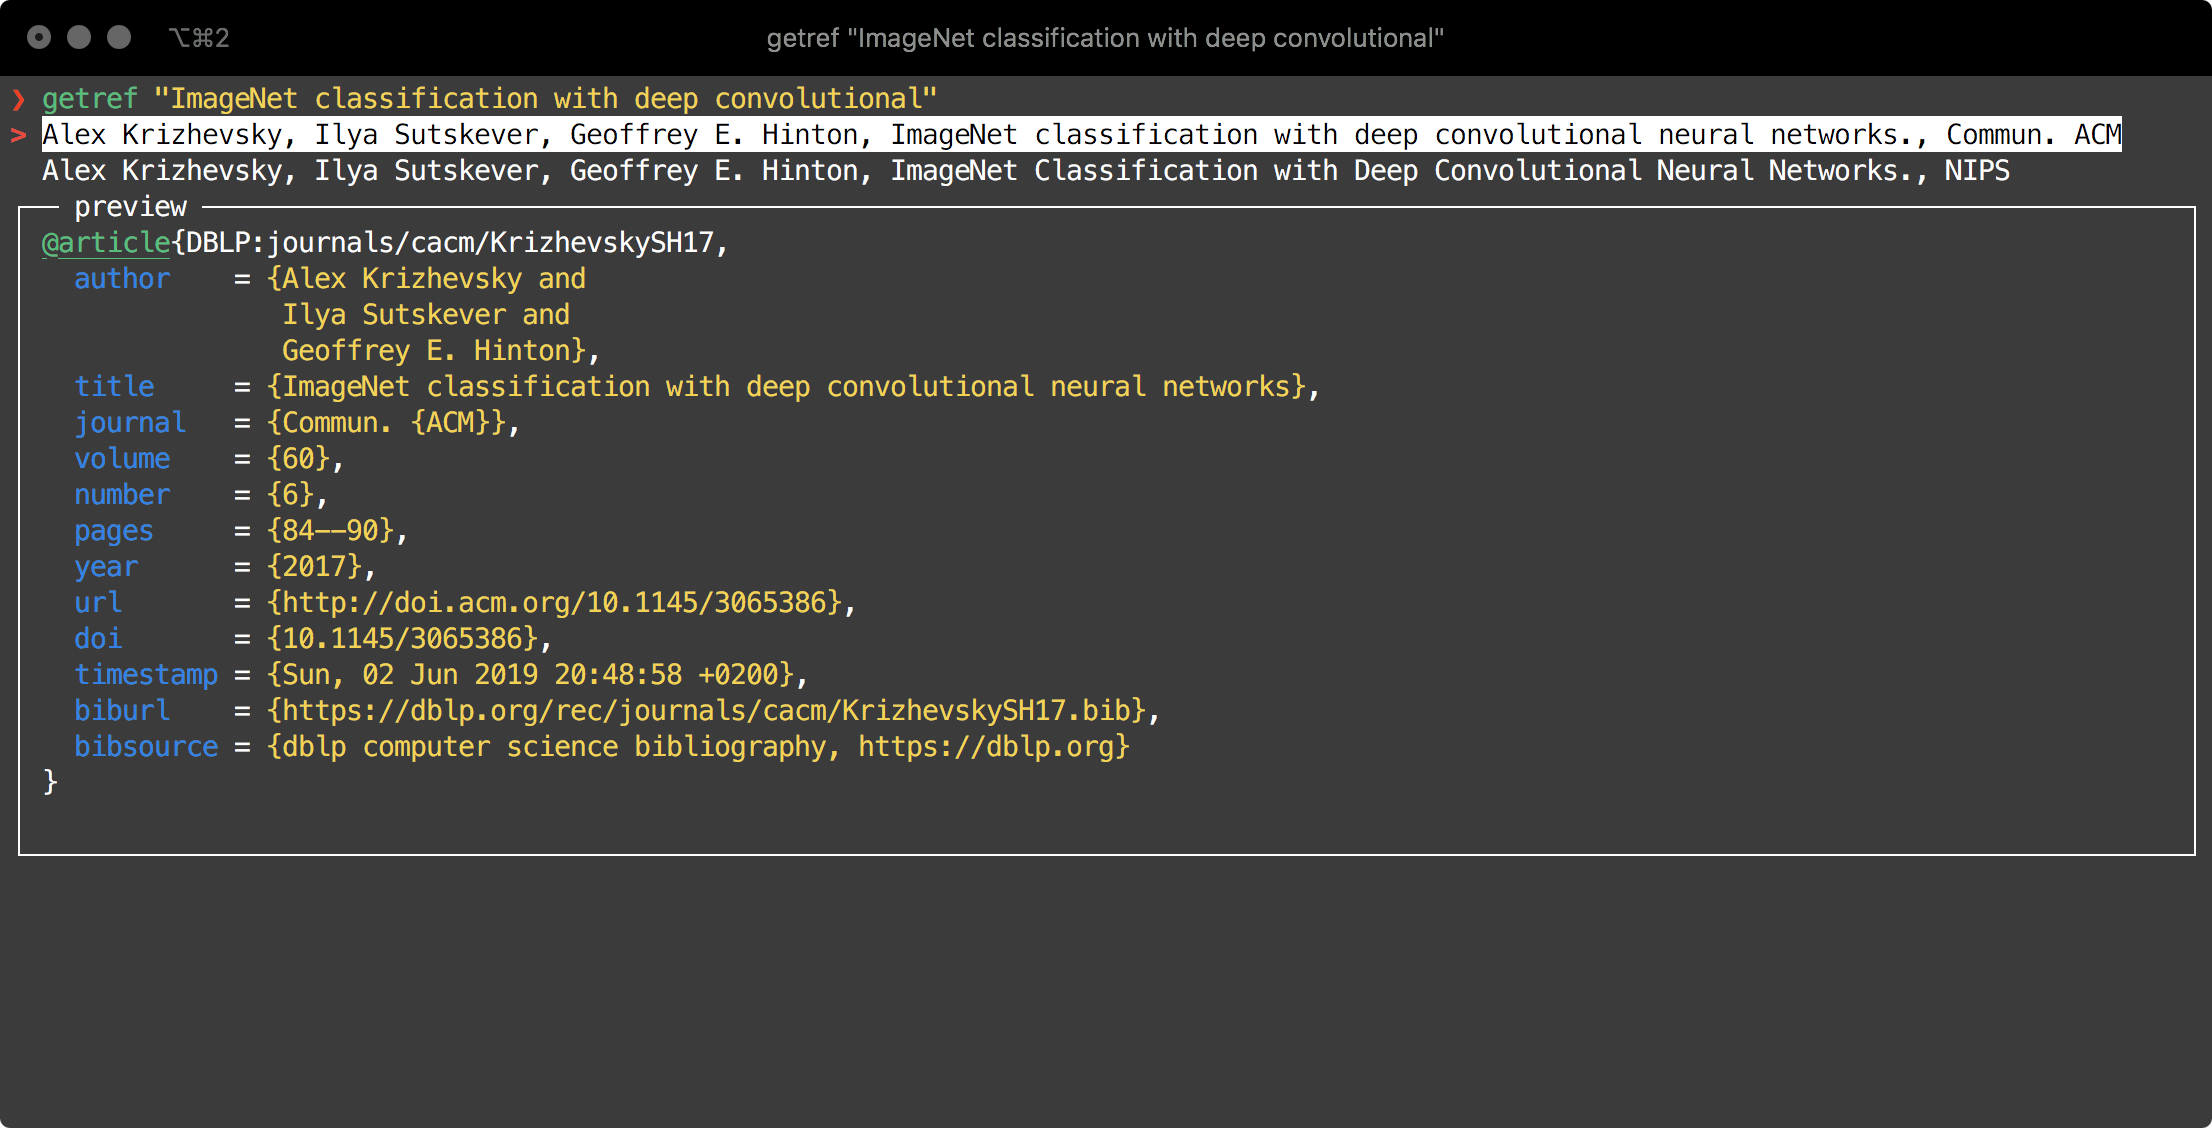 ⌥⌘2 getref "ImageNet classification with deep convolutional"
❯ getref "ImageNet classification with deep convolutional"
> Alex Krizhevsky, Ilya Sutskever, Geoffrey E. Hinton, ImageNet classification with deep convolutional neural networks., Commun. ACM
Alex Krizhevsky, Ilya Sutskever, Geoffrey E. Hinton, ImageNet Classification with Deep Convolutional Neural Networks., NIPS
preview
@article{DBLP:journals/cacm/KrizhevskySH17,
  author    = {Alex Krizhevsky and
               Ilya Sutskever and
               Geoffrey E. Hinton},
  title     = {ImageNet classification with deep convolutional neural networks},
  journal   = {Commun. {ACM}},
  volume    = {60},
  number    = {6},
  pages     = {84--90},
  year      = {2017},
  url       = {http://doi.acm.org/10.1145/3065386},
  doi       = {10.1145/3065386},
  timestamp = {Sun, 02 Jun 2019 20:48:58 +0200},
  biburl    = {https://dblp.org/rec/journals/cacm/KrizhevskySH17.bib},
  bibsource = {dblp computer science bibliography, https://dblp.org}
}